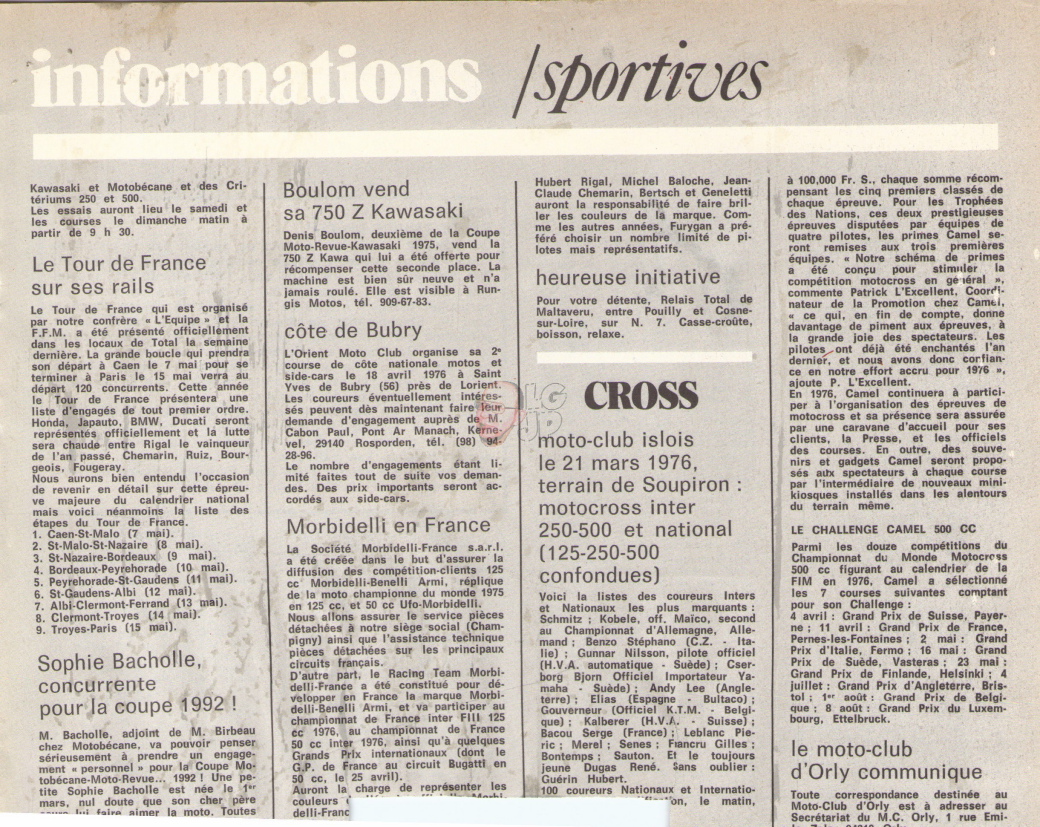 informations /sportives
Kawasaki et Motobécane et des Cri-
tériums 250 et 500.
Les essais auront lieu le samedi et
les courses le dimanche matin à
partir de 9 h 30.
Le Tour de France
sur ses rails
Le Tour de France qui est organisé
par notre confrère « L'Equipe » et la
F.F.M. a été présenté officiellement
dans les locaux de Total la semaine
dernière. La grande boucle qui prendra
son départ à Caen le 7 mai pour se
terminer à Paris le 15 mai verra au
départ 120 concurrents. Cette année
le Tour de France présentera une
liste d'engagés de tout premier ordre.
Honda, Japauto, BMW, Ducati seront
représentés officiellement et la lutte
sera chaude entre Rigal le vainqueur
de l'an passé, Chemarin, Ruiz, Bour-
geois, Fougeray.
Nous aurons bien entendu l'occasion
de revenir en détail sur cette épreu-
ve majeure du calendrier national
mais voici néanmoins la liste des
étapes du Tour de France.
1. Caen-St-Malo (7 mai).
2. St-Malo-St-Nazaire (8 mai).
3. St-Nazaire-Bordeaux (9 mai).
4. Bordeaux-Peyrehorade (10 mai).
5. Peyrehorade-St-Gaudens (11 mai).
6. St-Gaudens-Albi (12 mai).
7. Albi-Clermont-Ferrand (13 mai).
8. Clermont-Troyes (14 mai).
9. Troyes-Paris (15 mai).
Sophie Bacholle,
concurrente
pour la coupe 1992 !
M. Bacholle, adjoint de M. Birbeau
chez Motobécane, va pouvoir penser
sérieusement à prendre un engage-
ment « personnel » pour la Coupe Mo-
tobécane-Moto-Revue... 1992 ! Une pe-
tite Sophie Bacholle est née le 1er
mars, nul doute que son cher père
saura lui faire aimer la moto. Toutes
Boulom vend
sa 750 Z Kawasaki
Denis Boulom, deuxième de la Coupe
Moto-Revue-Kawasaki 1975, vend la
750 Z Kawa qui lui a été offerte pour
récompenser cette seconde place. La
machine est bien sûr neuve et n'a
jamais roulé. Elle est visible à Run-
gis Motos, tél. 909-67-83.
côte de Bubry
L'Orient Moto Club organise sa 2e
course de côte nationale motos et
side-cars le 18 avril 1976 à Saint
Yves de Bubry (56) près de Lorient.
Les coureurs éventuellement intéres-
sés peuvent dès maintenant faire leur
demande d'engagement auprès de M.
Cabon Paul, Pont Ar Manach, Kerne-
vel, 29140 Rosporden, tél. (98) 94-
28-96.
Le nombre d'engagements étant li-
mité faites tout de suite vos deman-
des. Des prix importants seront ac-
cordés aux side-cars.
Morbidelli en France
La Société Morbidelli-France s.a.r.l.
a été créée dans le but d'assurer la
diffusion des compétition-clients 125
cc Morbidelli-Benelli Armi, réplique
de la moto championne du monde 1975
en 125 cc, et 50 cc Ufo-Morbidelli.
Nous allons assurer le service pièces
détachées à notre siège social (Cham-
pigny) ainsi que l'assistance technique
pièces détachées sur les principaux
circuits français.
D'autre part, le Racing Team Morbi-
delli-France a été constitué pour dé-
velopper en France la marque Morbi-
delli-Benelli Armi, et va participer au
championnat de France inter FIII 125
cc 1976, au championnat de France
50 cc inter 1976, ainsi qu'à quelques
Grands Prix internationaux (dont le
G.P. de France au circuit Bugatti en
50 cc, le 25 avril).
Auront la charge de représenter les
couleurs
delli-Franc
Hubert Rigal, Michel Baloche, Jean-
Claude Chemarin, Bertsch et Geneletti
auront la responsabilité de faire bril-
ler les couleurs de la marque. Com-
me les autres années, Furygan a pré-
féré choisir un nombre limité de pi-
lotes mais représentatifs.
heureuse initiative
Pour votre détente, Relais Total de
Maltaveru, entre Pouilly et Cosne-
sur-Loire, sur N. 7. Casse-croûte,
boisson, relaxe.
CROSS
moto-club islois
le 21 mars 1976,
terrain de Soupiron :
motocross inter
250-500 et national
(125-250-500
confondues)
Voici la listes des coureurs Inters
et Nationaux les plus marquants :
Schmitz ; Kobele, off. Maïco, second
au Championnat d'Allemagne, Alle-
mand ; Benzo Stéphano (C.Z. - Ita-
lie) ; Gunnar Nilsson, pilote officiel
(H.V.A. automatique - Suède) ; Cser-
borg Bjorn Officiel Importateur Ya-
maha - Suède) ; Andy Lee (Angle-
terre) ; Elias (Espagne - Bultaco) ;
Gouverneur (Officiel K.T.M. - Belgi-
que) ; Kalberer (H.V.A. - Suisse) ;
Bacou Serge (France) ; Leblanc Pie-
ric ; Merel ; Senes ; Francru Gilles ;
Bontemps ; Sauton. Et le toujours
jeune Dugas René. Sans oublier :
Guérin Hubert.
100 coureurs Nationaux et Internatio-
le matin,
à 100,000 Fr. S., chaque somme récom-
pensant les cinq premiers classés de
chaque épreuve. Pour les Trophées
des Nations, ces deux prestigieuses
épreuves disputées par équipes de
quatre pilotes, les primes Camel se-
ront remises aux trois premières
équipes. « Notre schéma de primes
a été conçu pour stimuler la
compétition motocross en général »,
commente Patrick L'Excellent, Coordi-
nateur de la Promotion chez Camel,
« ce qui, en fin de compte, donne
davantage de piment aux épreuves, à
la grande joie des spectateurs. Les
pilotes ont déjà été enchantés l'an
dernier, et nous avons donc confian-
ce en notre effort accru pour 1976 »,
ajoute P. L'Excellent.
En 1976, Camel continuera à partici-
per à l'organisation des épreuves de
motocross et sa présence sera assurée
par une caravane d'accueil pour ses
clients, la Presse, et les officiels
des courses. En outre, des souve-
nirs et gadgets Camel seront propo-
sés aux spectateurs à chaque course
par l'intermédiaire de nouveaux mini-
kiosques installés dans les alentours
du terrain même.
LE CHALLENGE CAMEL 500 CC
Parmi les douze compétitions du
Championnat du Monde Motocross
500 cc figurant au calendrier de la
FIM en 1976, Camel a sélectionné
les 7 courses suivantes comptant
pour son Challenge :
4 avril : Grand Prix de Suisse, Payer-
ne ; 11 avril : Grand Prix de France,
Pernes-les-Fontaines ; 2 mai : Grand
Prix d'Italie, Fermo ; 16 mai : Grand
Prix de Suède, Vasteras ; 23 mai :
Grand Prix de Finlande, Helsinki ; 4
juillet : Grand Prix d'Angleterre, Bris-
tol ; 1er août : Grand Prix de Belgi-
que ; 8 août : Grand Prix du Luxem-
bourg, Ettelbruck.
le moto-club
d'Orly communique
Toute correspondance destinée au
Moto-Club d'Orly est à adresser au
Secrétariat du M.C. Orly, 1 rue Emi-